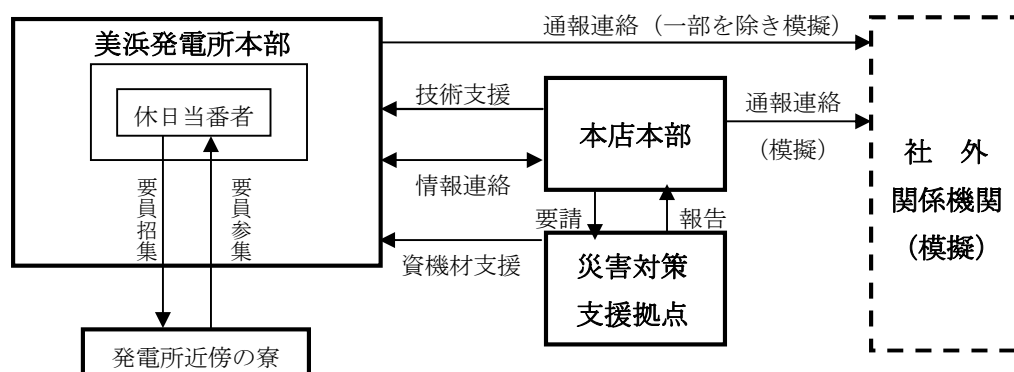 通報連絡（一部を除き模擬）
美浜発電所本部
休日当番者
技術支援
本店本部
通報連絡
（模擬）
社　外
関係機関
（模擬）
情報連絡
要員招集
要員参集
要請
報告
資機材支援
災害対策
支援拠点
発電所近傍の寮